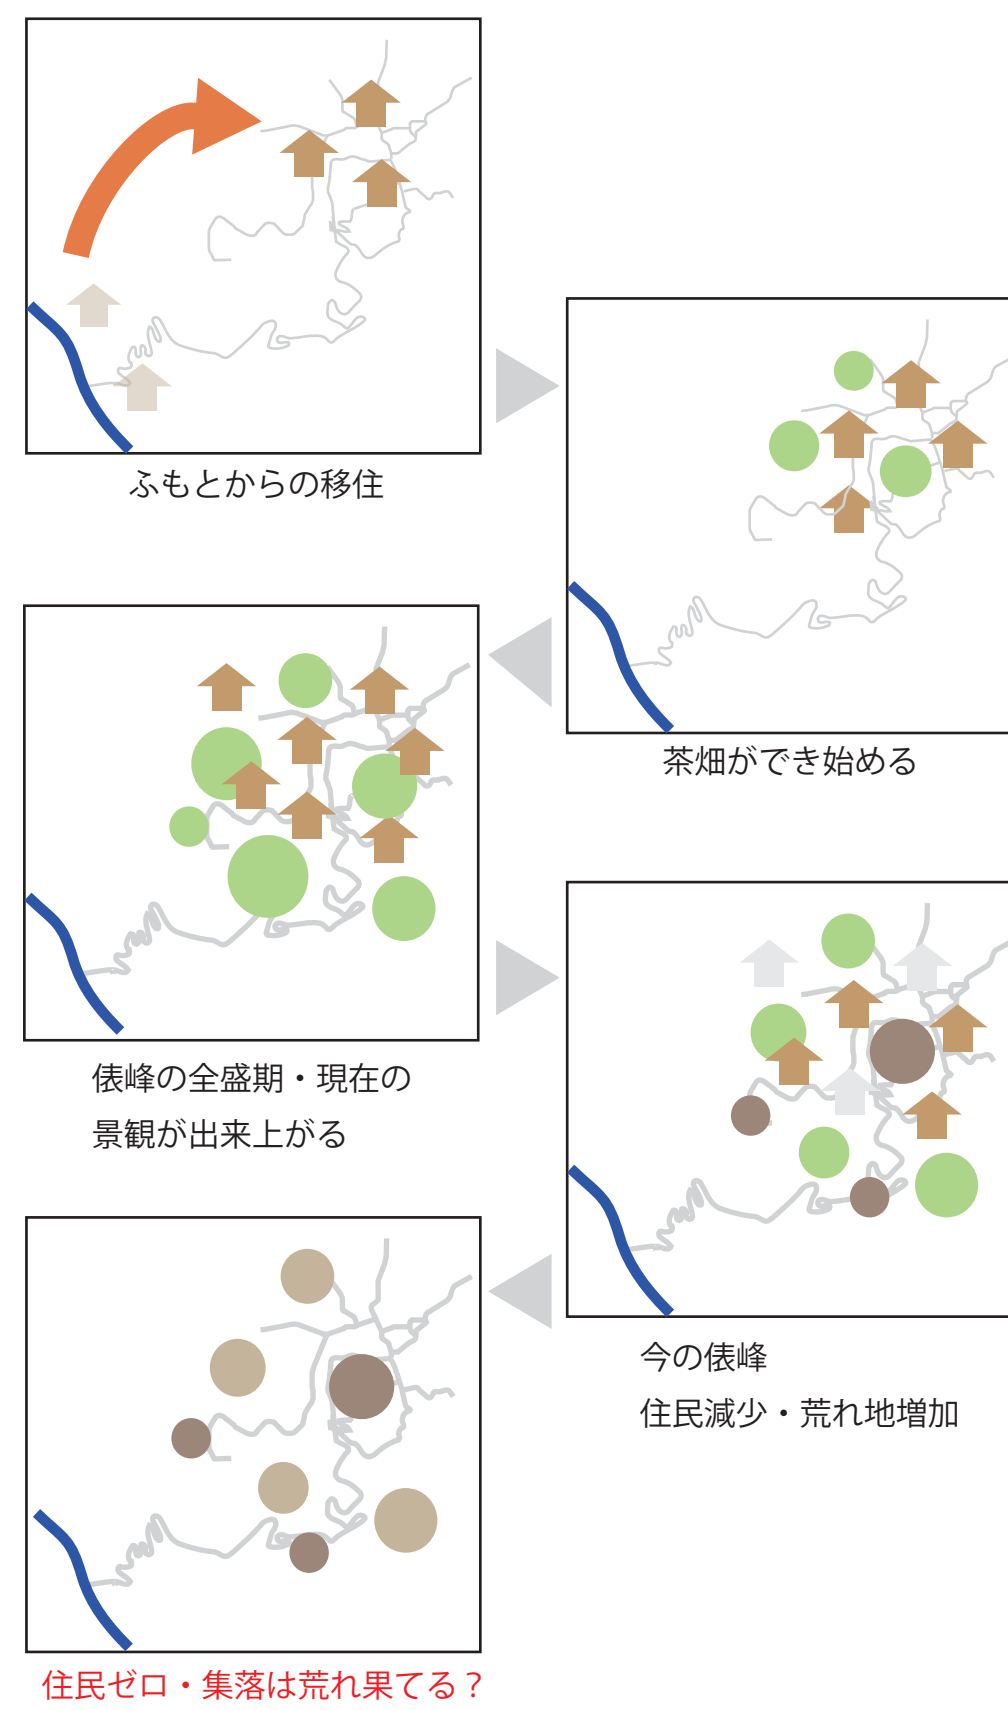 ふもとからの移住
茶畑ができ始める
俵峰の全盛期・現在の
景観が出来上がる
今の俵峰
住民減少・荒れ地増加
住民ゼロ・集落は荒れ果てる？